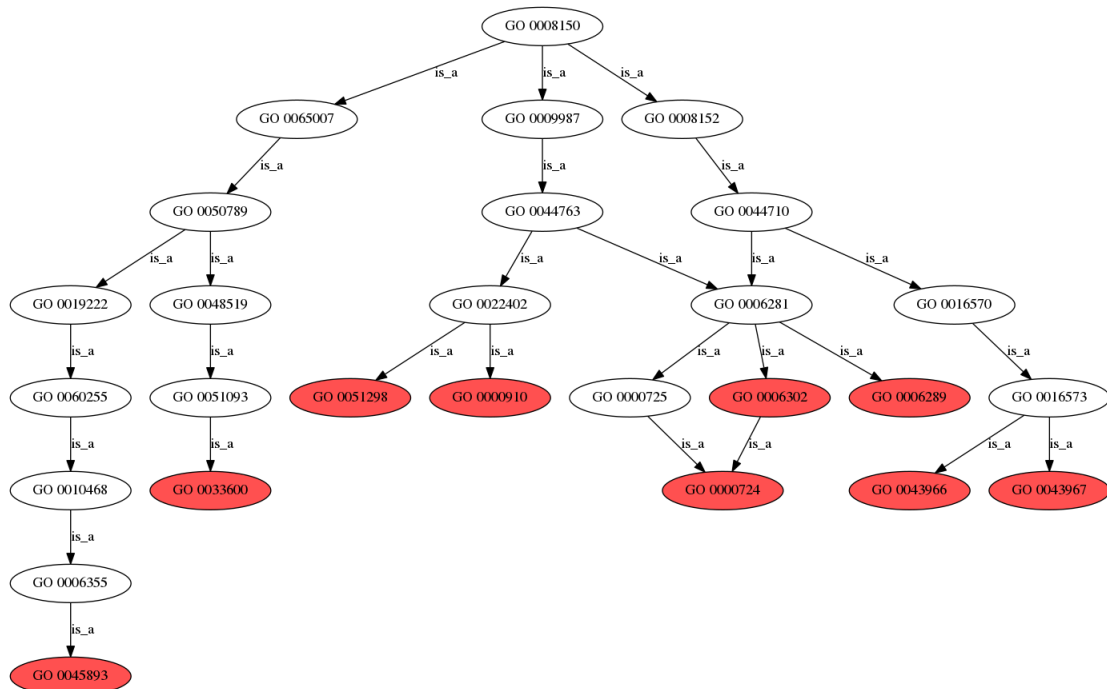 GO 0008150
is_a is_a is_a
GO 0065007 GO 0009987 GO 0008152
is_a is_a is_a
GO 0050789 GO 0044763 GO 0044710
is_a is_a is_a is_a is_a is_a
GO 0019222 GO 0048519 GO 0022402 GO 0006281 GO 0016570
is_a is_a is_a is_a is_a is_a is_a is_a
GO 0060255 GO 0051093 GO 0051298 GO 0000910 GO 0000725 GO 0006302 GO 0006289 GO 0016573
is_a is_a is_a is_a is_a is_a
GO 0010468 GO 0033600 GO 0000724 GO 0043966 GO 0043967
is_a
GO 0006355
is_a
GO 0045893